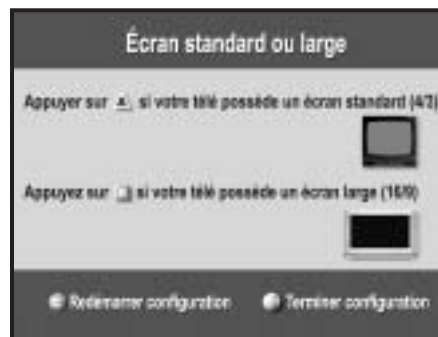 Écran standard ou large
Appuyer sur A si votre télé possède un écran standard (4/3)
Appuyez sur si votre télé possède un écran large (16/9)
Redémarrer configuration Terminer configuration